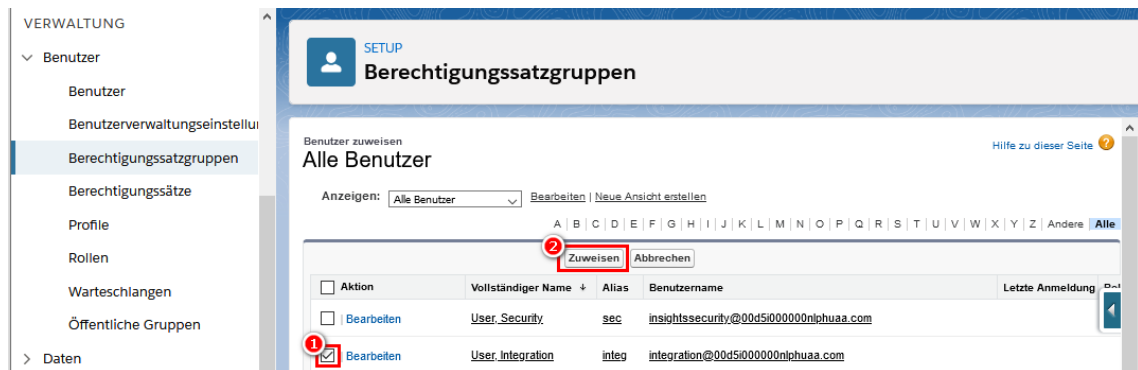 VERWALTUNG
Benutzer
Benutzer
Benutzerverwaltungseinstellu
Berechtigungssatzgruppen
Berechtigungssätze
Profile
Rollen
Warteschlangen
Öffentliche Gruppen
Daten
SETUP
Berechtigungssatzgruppen
Benutzer zuweisen
Alle Benutzer
Hilfe zu dieser Seite ?
Anzeigen: Alle Benutzer Bearbeiten | Neue Ansicht erstellen
A | B | C | D | E | F | G | H | I | J | K | L | M | N | O | P | Q | R | S | T | U | V | W | X | Y | Z | Andere Alle
2 Zuweisen Abbrechen
Aktion Vollständiger Name Alias Benutzername Letzte Anmeldung
| Bearbeiten User, Security sec insightssecurity@00d5i000000nlphuaa.com
1 Bearbeiten User, Integration integ integration@00d5i000000nlphuaa.com